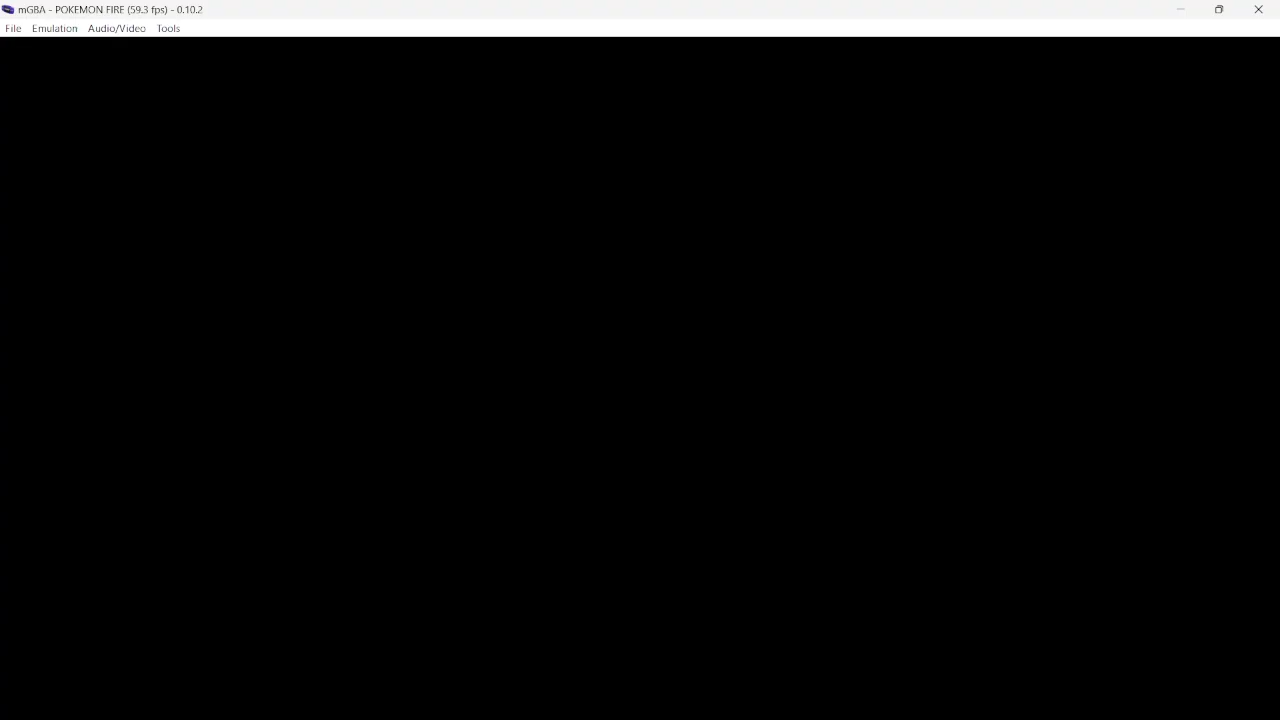 mGBA - POKEMON FIRE (59.3 fps) - 0.10.2
File Emulation Audio/Video Tools